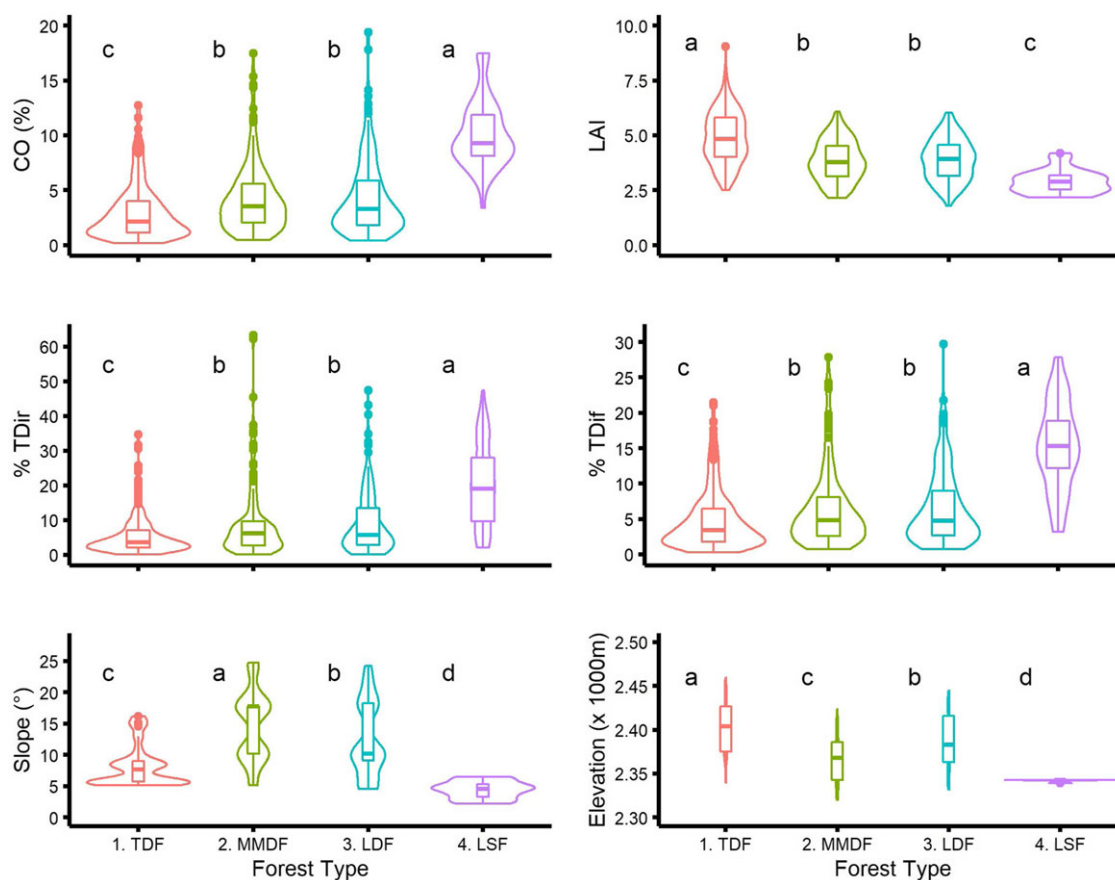 CO (%)
20
15
10
5
0
c b b a
LAI
10.0
7.5
5.0
2.5
0.0
a b b c
% TDir
60
50
40
30
20
10
0
c b b a
% TDif
30
25
20
15
10
5
0
c b b a
Slope (°)
25
20
15
10
5
0
c a b d
1. TDF 2. MMDF 3. LDF 4. LSF
Forest Type
Elevation (x 1000m)
2.50
2.45
2.40
2.35
2.30
a c b d
1. TDF 2. MMDF 3. LDF 4. LSF
Forest Type